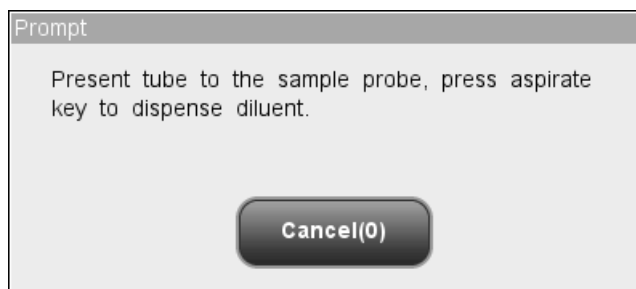 Prompt
Present tube to the sample probe, press aspirate
key to dispense diluent.
Cancel(0)